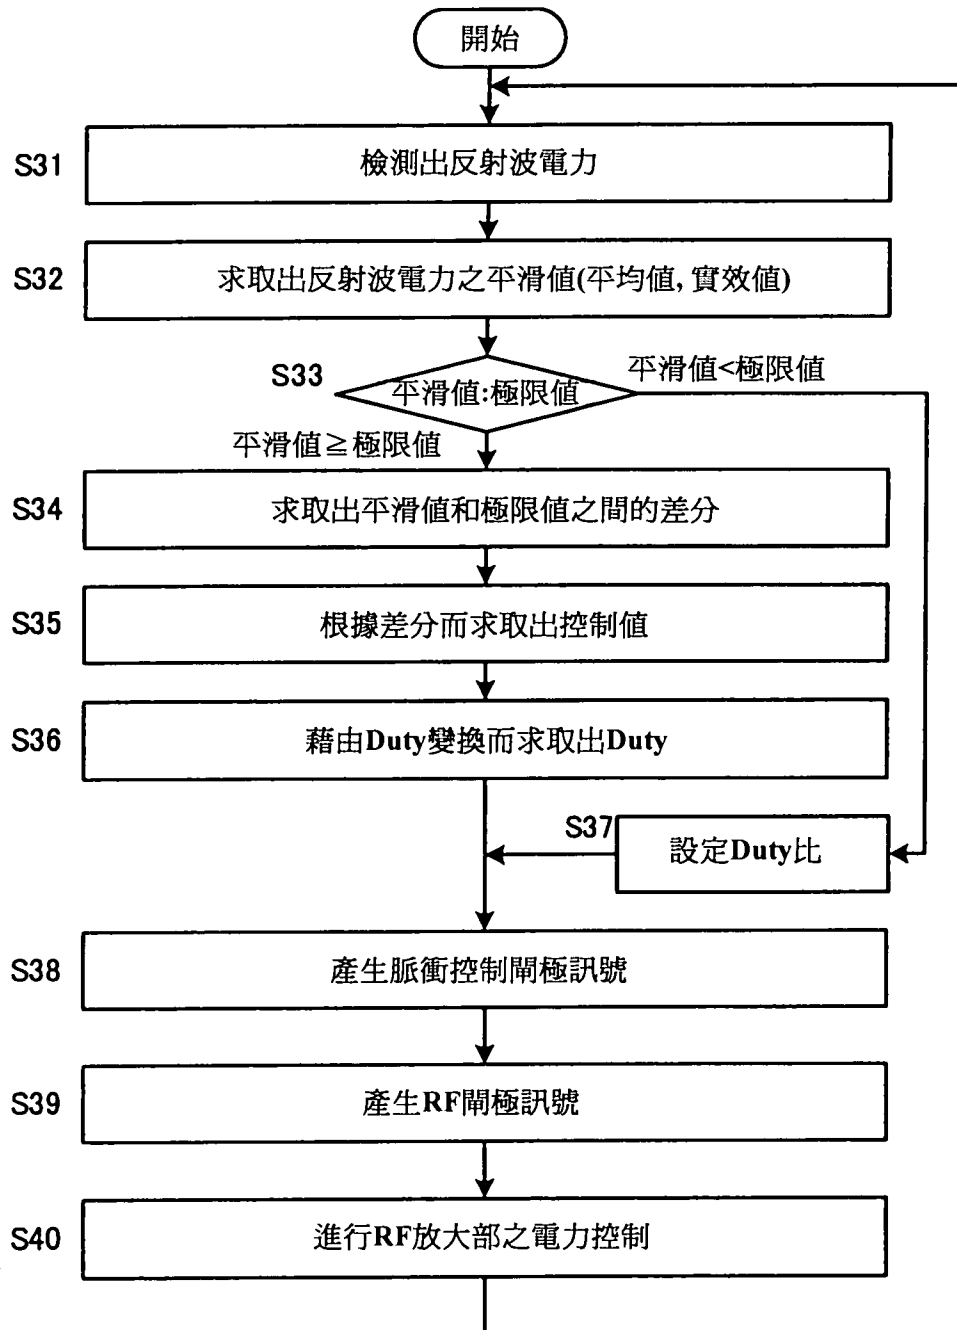 開始
S31
檢測出反射波電力
S32
求取出反射波電力之平滑值(平均值, 實效值)
S33
平滑值:極限值
平滑值<極限值
平滑值≧極限值
S34
求取出平滑值和極限值之間的差分
S35
根據差分而求取出控制值
S36
藉由Duty變換而求取出Duty
S37
設定Duty比
S38
產生脈衝控制閘極訊號
S39
產生RF閘極訊號
S40
進行RF放大部之電力控制